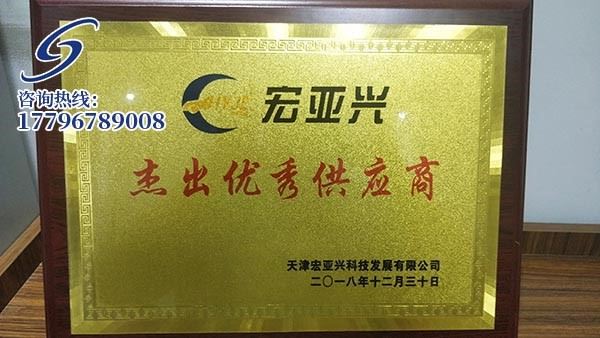 咨询热线：
17796789008
宏亚兴
杰出优秀供应商
天津宏亚兴科技发展有限公司
二〇一八年十二月三十日